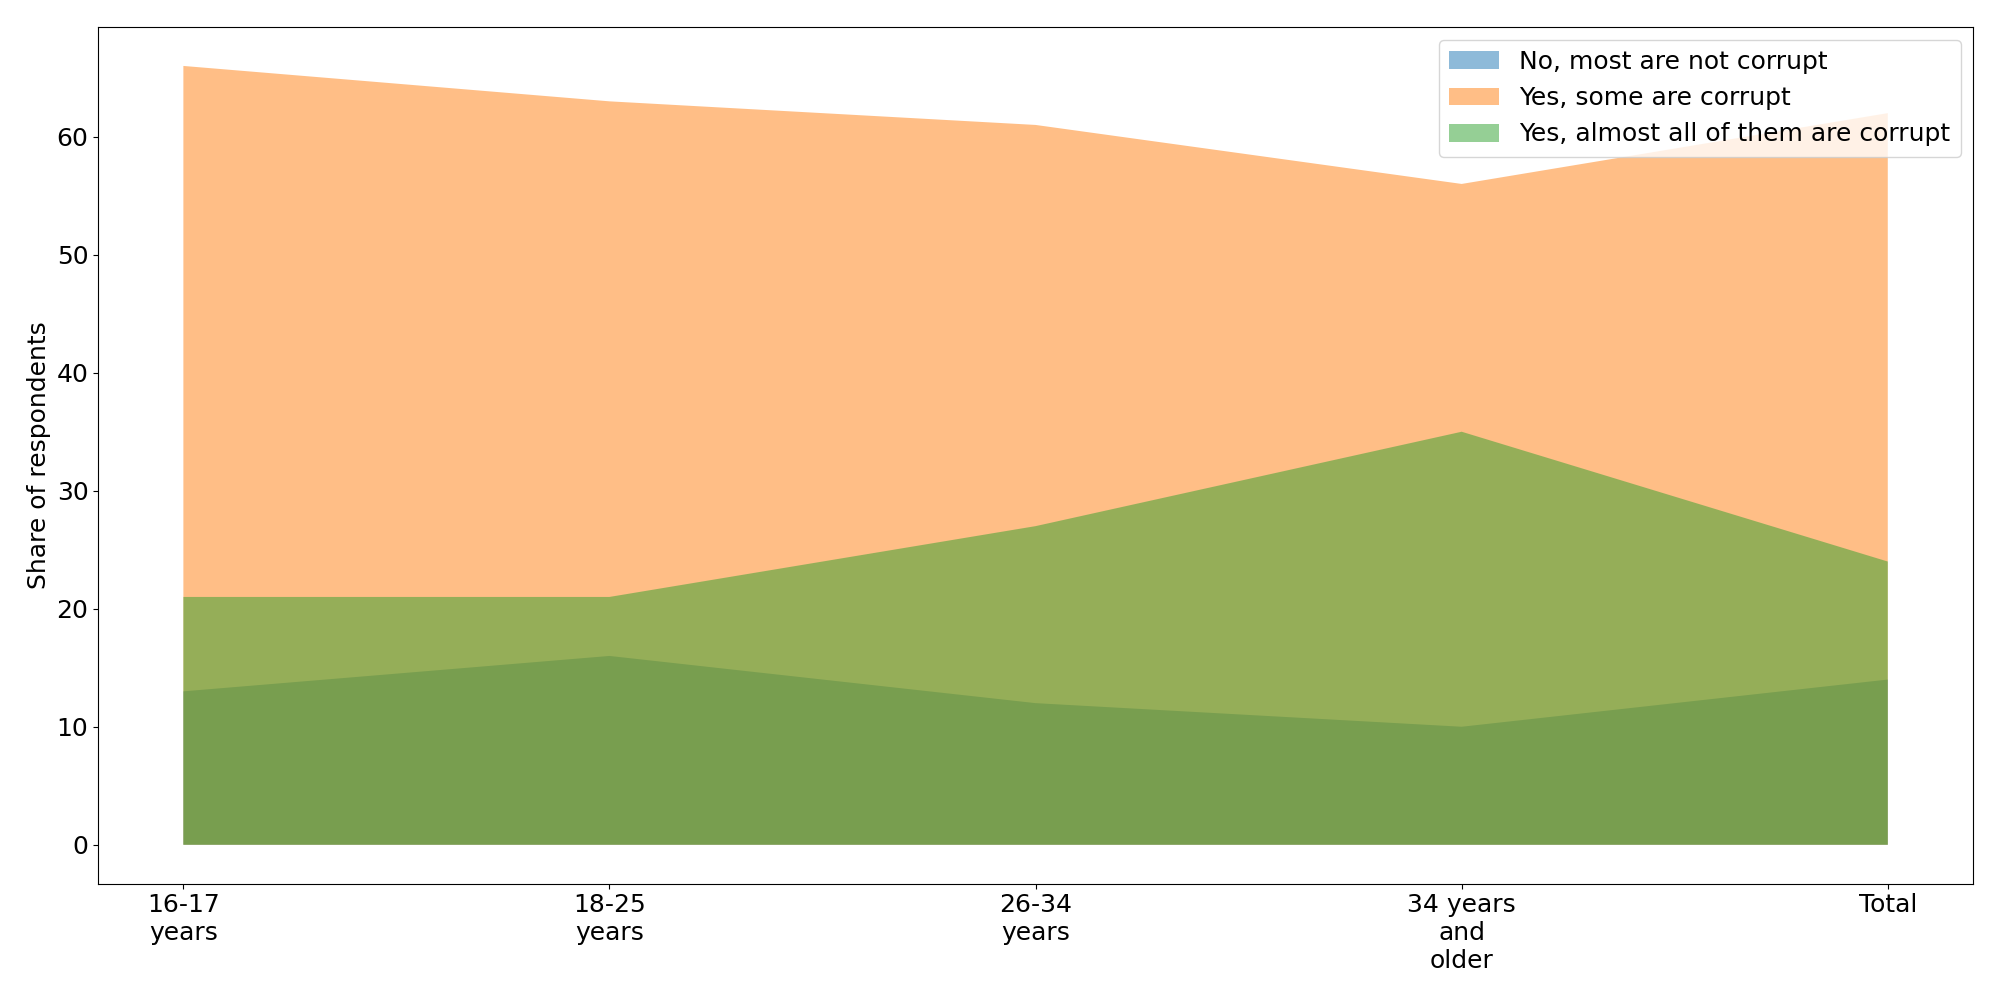 No, most are not corrupt
Yes, some are corrupt
Yes, almost all of them are corrupt
Share of respondents
60
50
40
30
20
10
0
16-17
years
18-25
years
26-34
years
34 years
and
older
Total